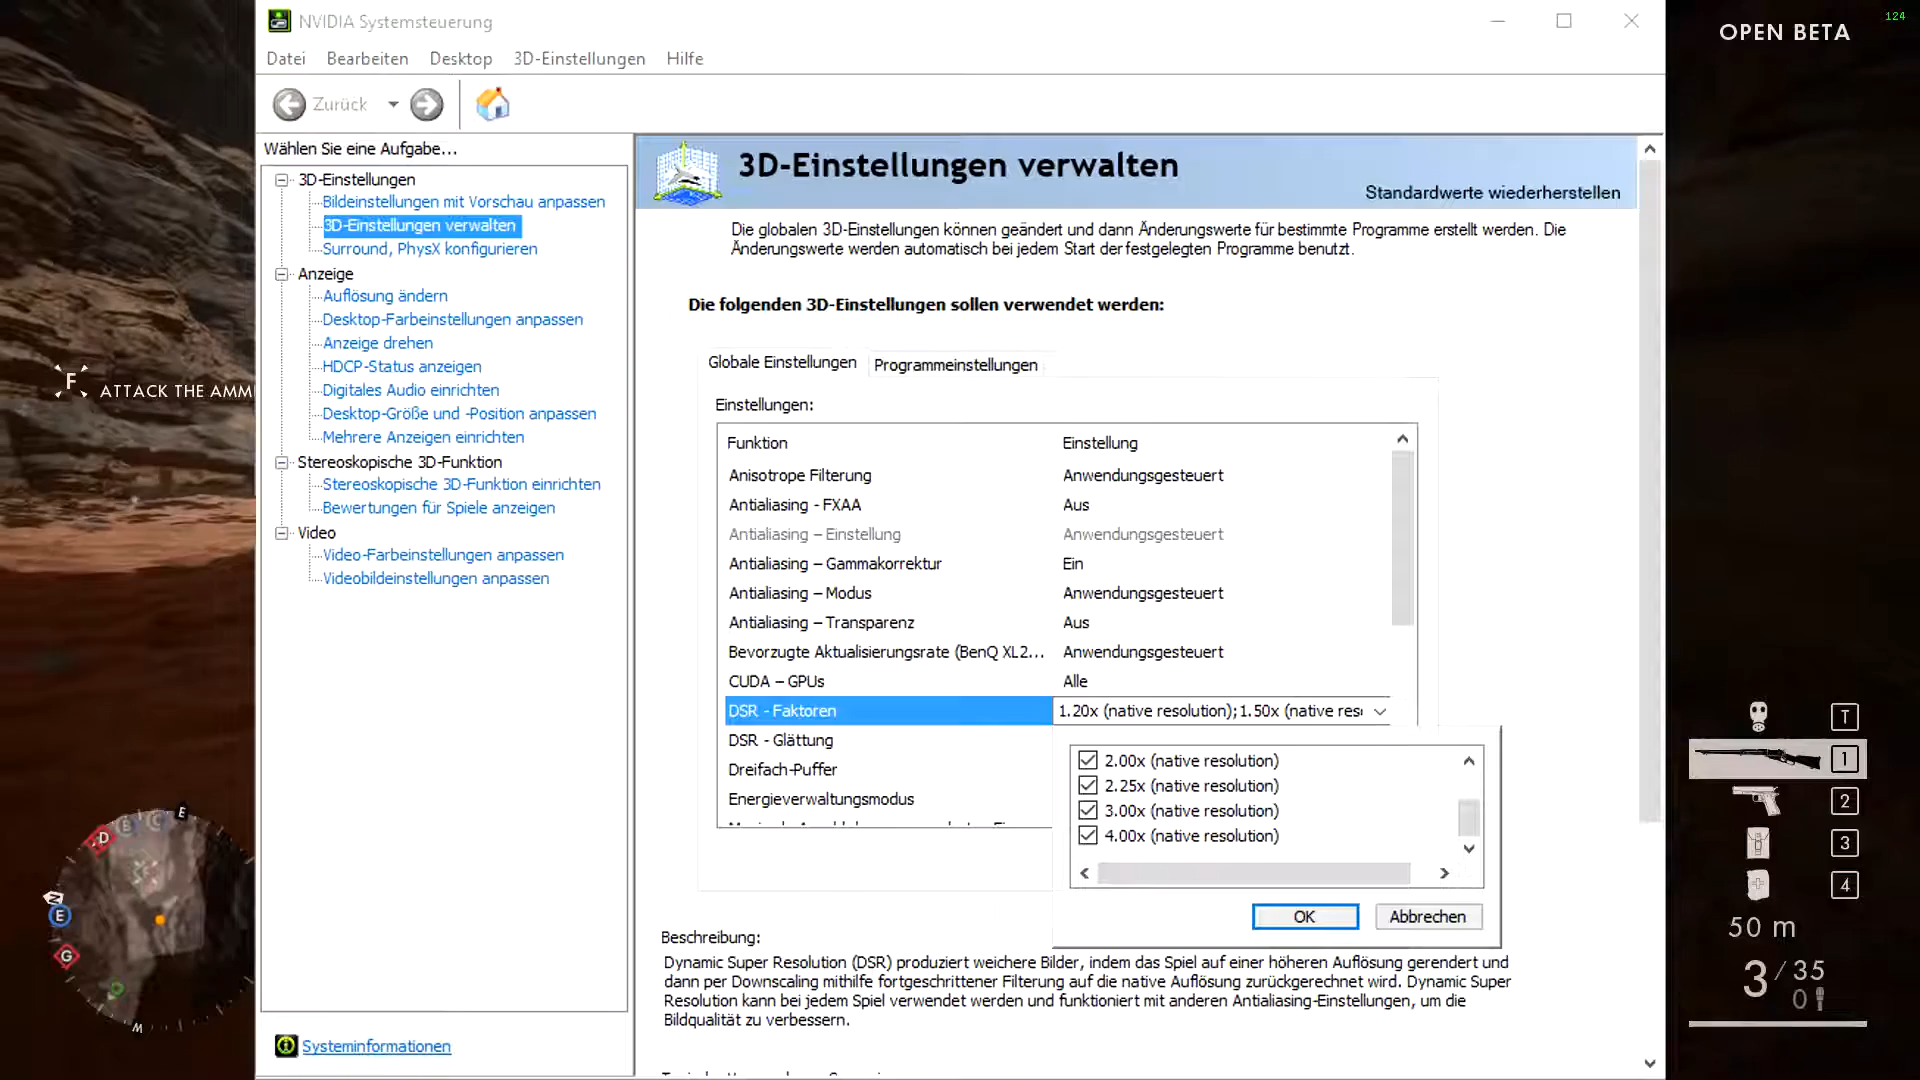 NVIDIA Systemsteuerung
124
OPEN BETA
Datei Bearbeiten Desktop 3D-Einstellungen Hilfe
Zurück
Wählen Sie eine Aufgabe...
3D-Einstellungen
Bildeinstellungen mit Vorschau anpassen
3D-Einstellungen verwalten
Surround, PhysX konfigurieren
Anzeige
Auflösung ändern
Desktop-Farbeinstellungen anpassen
Anzeige drehen
HDCP-Status anzeigen
Digitales Audio einrichten
Desktop-Größe und -Position anpassen
Mehrere Anzeigen einrichten
Stereoskopische 3D-Funktion
Stereoskopische 3D-Funktion einrichten
Bewertungen für Spiele anzeigen
Video
Video-Farbeinstellungen anpassen
Videobildeinstellungen anpassen
Systeminformationen
F ATTACK THE AMM
3D-Einstellungen verwalten
Standardwerte wiederherstellen
Die globalen 3D-Einstellungen können geändert und dann Änderungswerte für bestimmte Programme erstellt werden. Die
Änderungswerte werden automatisch bei jedem Start der festgelegten Programme benutzt.
Die folgenden 3D-Einstellungen sollen verwendet werden:
Globale Einstellungen Programmeinstellungen
Einstellungen:
Funktion Einstellung
Anisotrope Filterung Anwendungsgesteuert
Antialiasing - FXAA Aus
Antialiasing – Einstellung Anwendungsgesteuert
Antialiasing – Gammakorrektur Ein
Antialiasing – Modus Anwendungsgesteuert
Antialiasing – Transparenz Aus
Bevorzugte Aktualisierungsrate (BenQ XL2... Anwendungsgesteuert
CUDA – GPUs Alle
DSR - Faktoren 1.20x (native resolution);1.50x (native res
DSR - Glättung
Dreifach-Puffer
Energieverwaltungsmodus
2.00x (native resolution)
2.25x (native resolution)
3.00x (native resolution)
4.00x (native resolution)
OK Abbrechen
Beschreibung:
Dynamic Super Resolution (DSR) produziert weichere Bilder, indem das Spiel auf einer höheren Auflösung gerendert und
dann per Downscaling mithilfe fortgeschrittener Filterung auf die native Auflösung zurückgerechnet wird. Dynamic Super
Resolution kann bei jedem Spiel verwendet werden und funktioniert mit anderen Antialiasing-Einstellungen, um die
Bildqualität zu verbessern.
T
1
2
3
4
50 m
3 / 35
0
D B C E
N
E
G
M